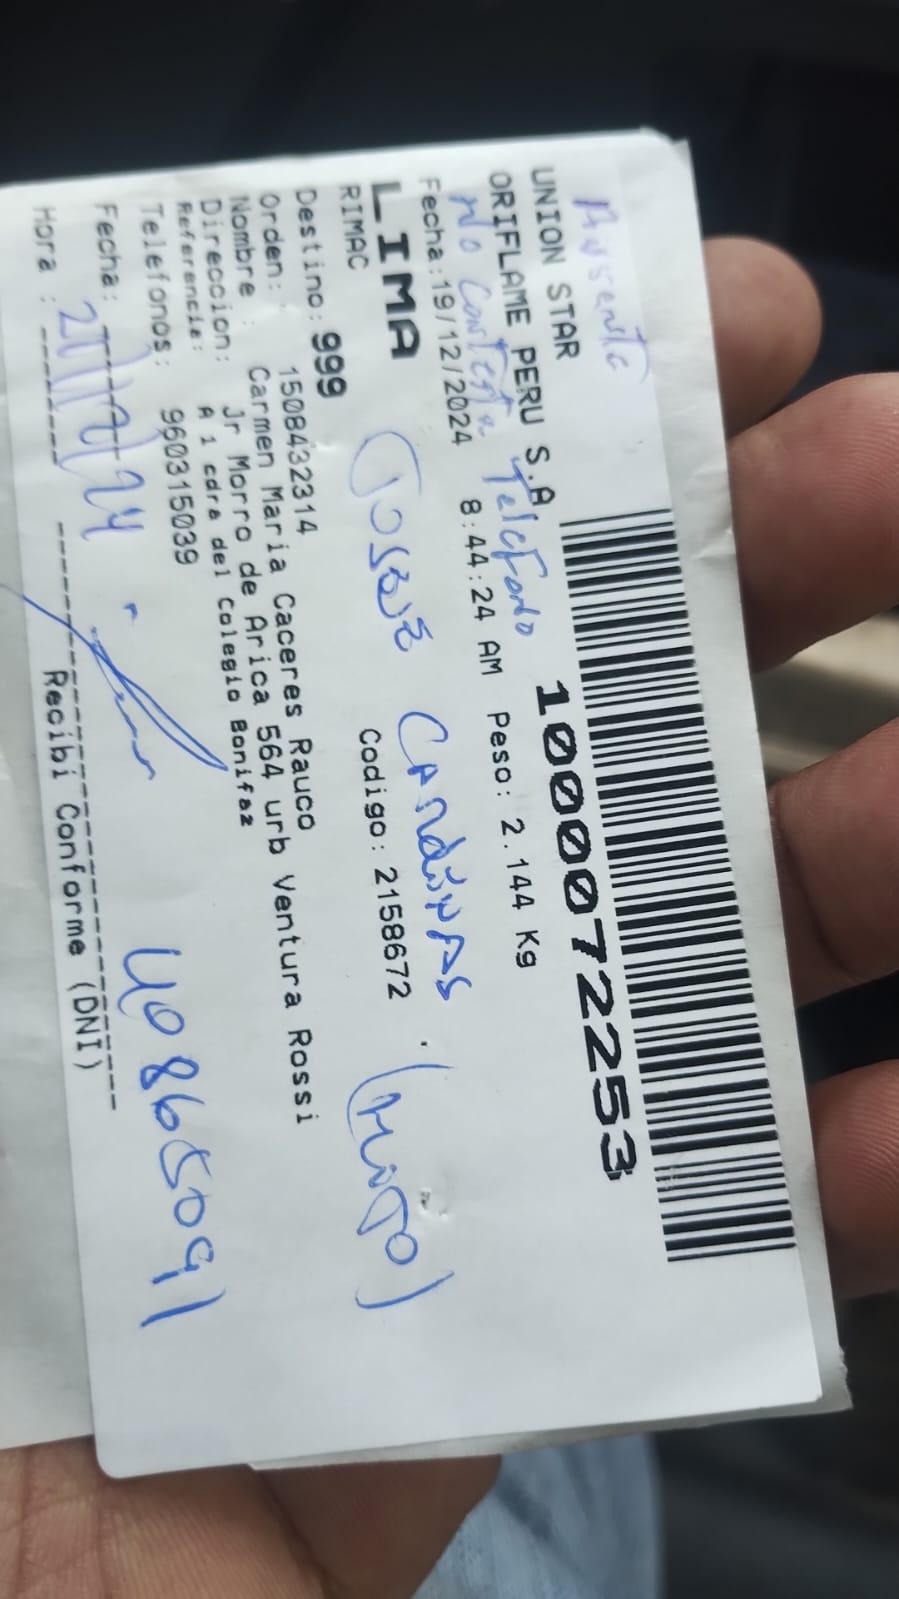 Ausente
UNION STAR
ORIFLAME PERU S.A
1000072253
No contesta Telefono
Fecha:19/12/2024 8:44:24 AM Peso: 2.144 Kg
LIMA
RIMAC
Codigo: 2158672
Destino: 999
Orden: 1508432314
Nombre : Carmen Maria Caceres Rauco
Direccion: Jr Morro de Arica 564 urb Ventura Rossi
Referencia: A 1 cdra del Colegio Bonifaz
Telefonos: 960315039
40865091
Fecha:
Hora :
Recibi Conforme (DNI)